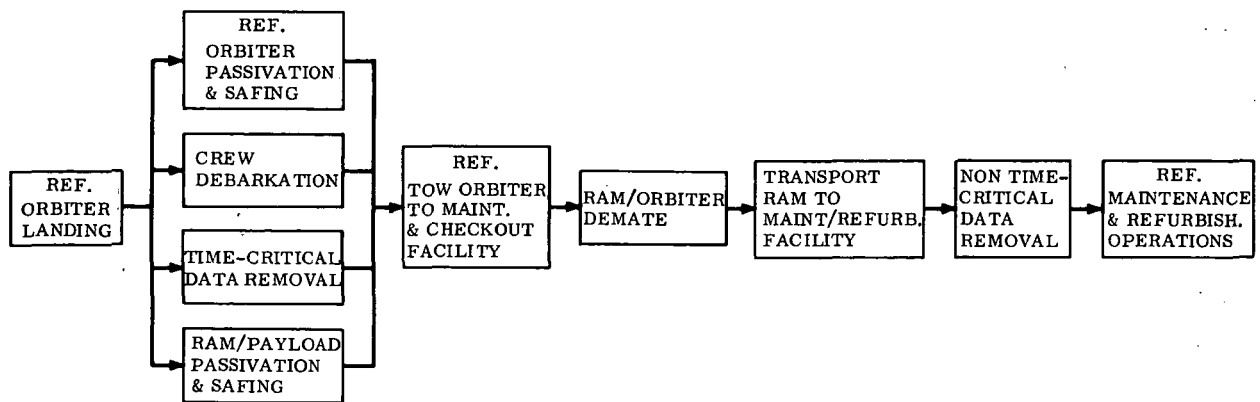 REF.
ORBITER
LANDING
REF.
ORBITER
PASSIVATION
& SAFING
CREW
DEBARKATION
TIME-CRITICAL
DATA REMOVAL
RAM/PAYLOAD
PASSIVATION
& SAFING
REF.
TOW ORBITER
TO MAINT.
& CHECKOUT
FACILITY
RAM/ORBITER
DEMATE
TRANSPORT
RAM TO
MAINT/REFURB.
FACILITY
NON TIME-
CRITICAL
DATA
REMOVAL
REF.
MAINTENANCE
& REFURBISH.
OPERATIONS